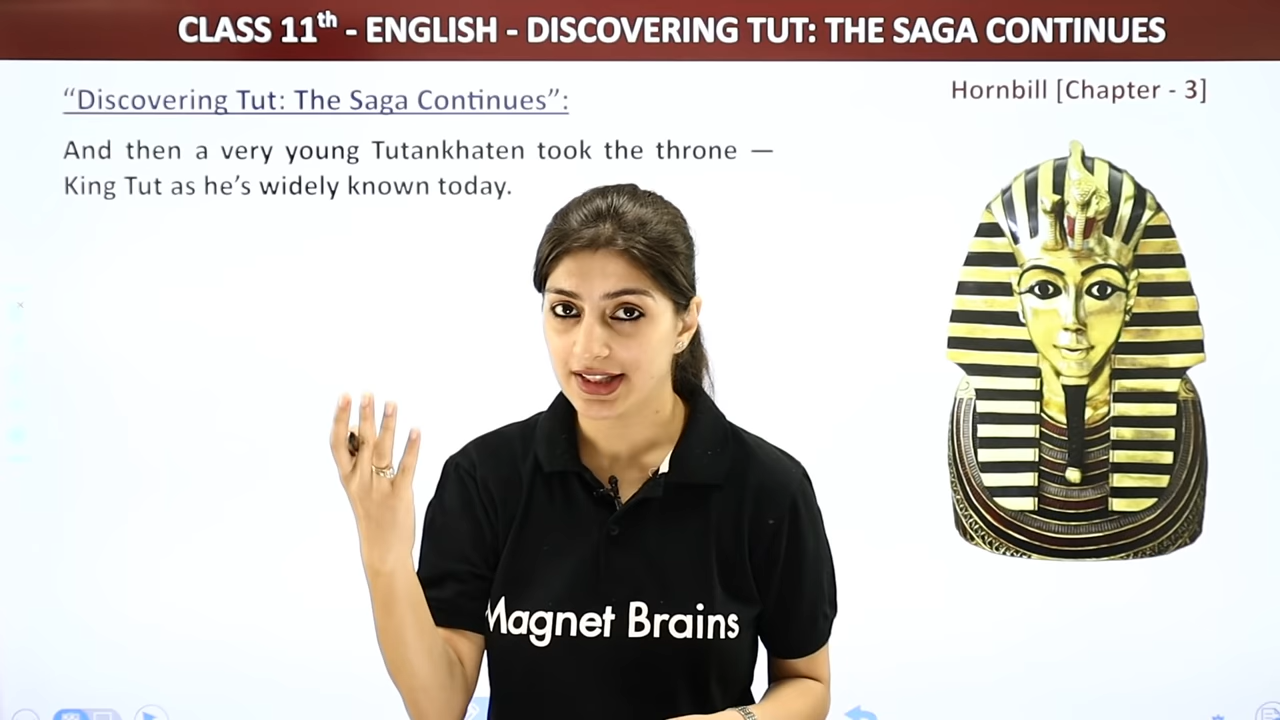 CLASS 11th - ENGLISH - DISCOVERING TUT: THE SAGA CONTINUES
“Discovering Tut: The Saga Continues”:
Hornbill [Chapter - 3]
And then a very young Tutankhaten took the throne —
King Tut as he’s widely known today.
Magnet Brains